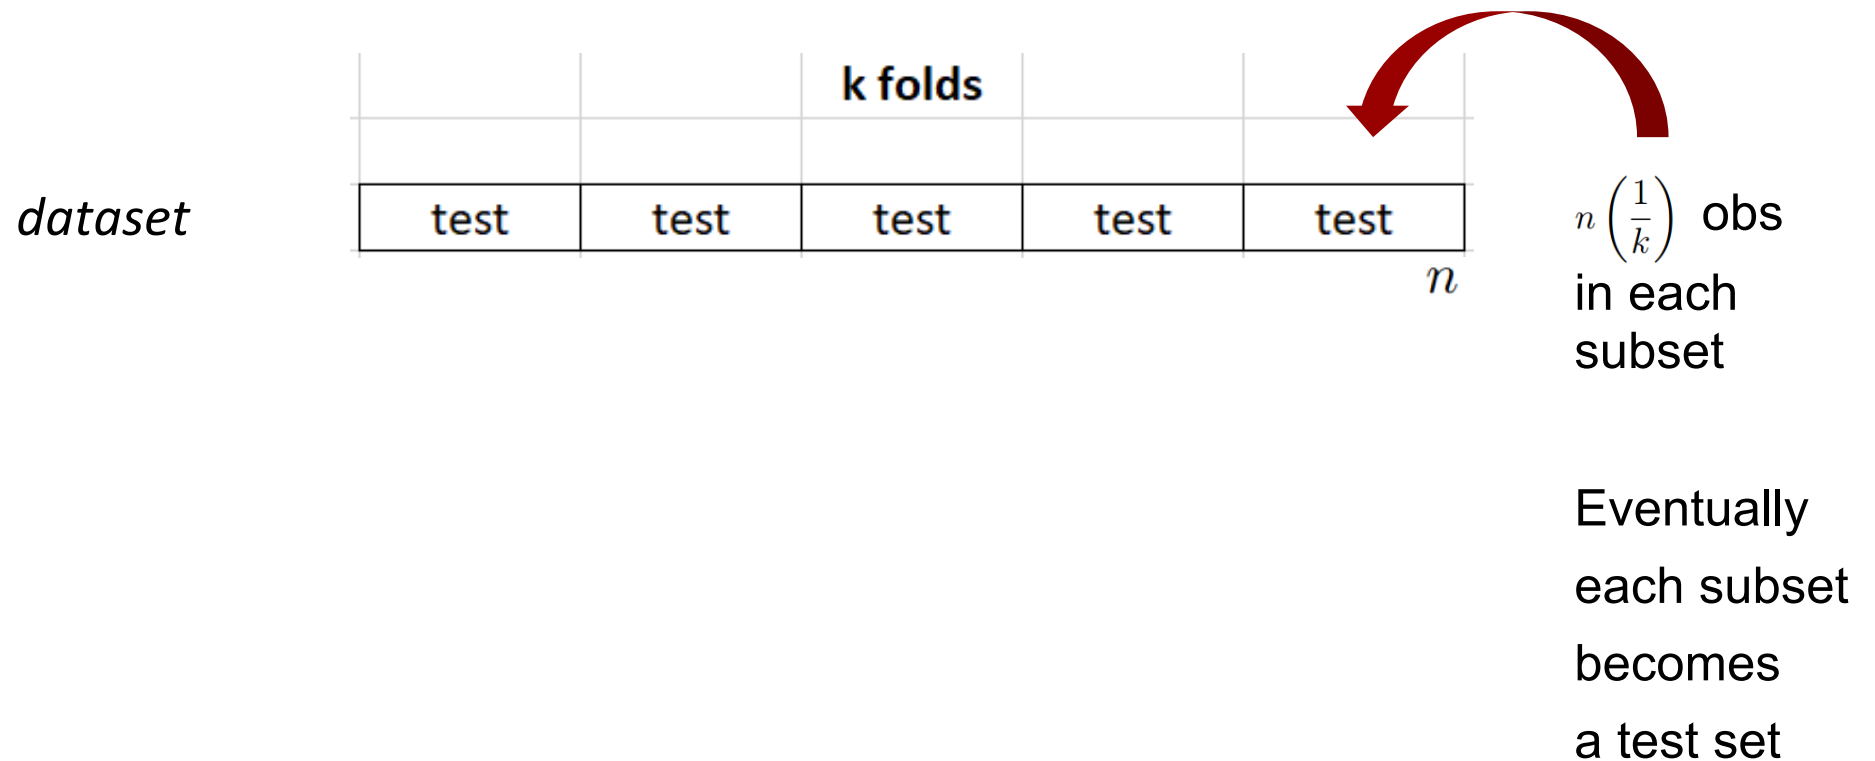 k folds
dataset
test test test test test
n
n(1/k) obs
in each
subset
Eventually
each subset
becomes
a test set